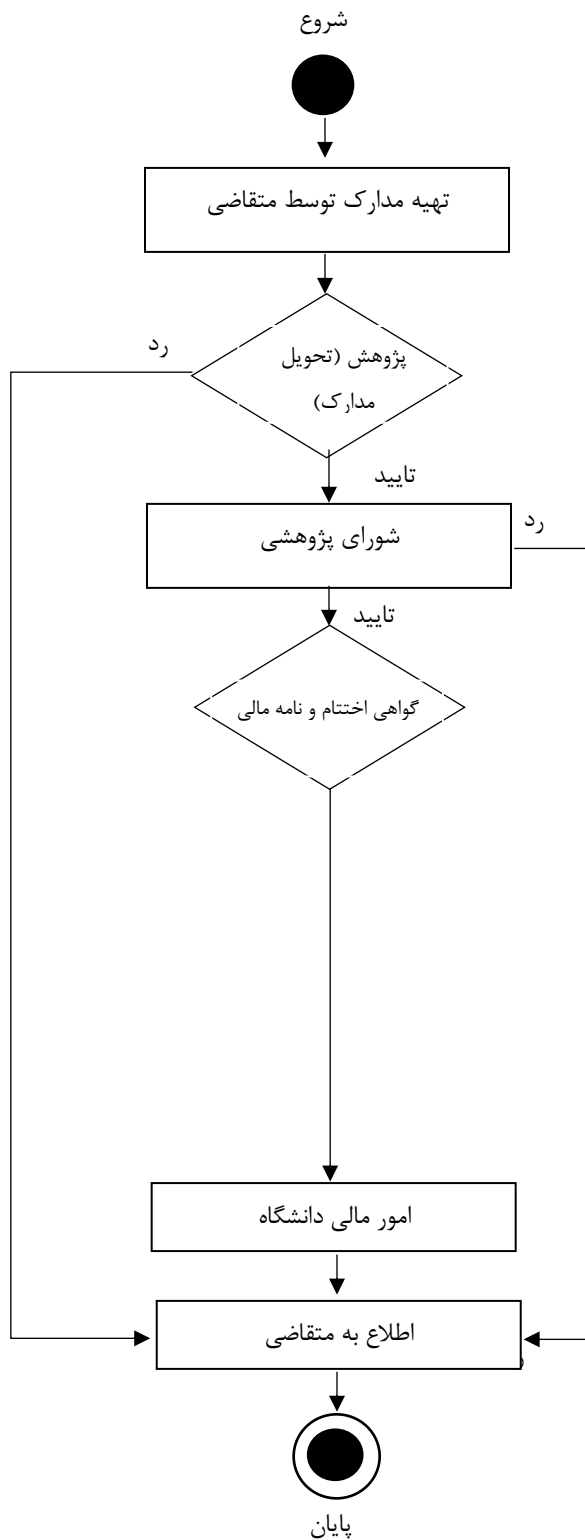 شروع
تهیه مدارک توسط متقاضی
رد
پژوهش (تحویل
مدارک)
تایید
شورای پژوهشی
رد
تایید
گواهی اختتام و نامه مالی
امور مالی دانشگاه
اطلاع به متقاضی
پایان